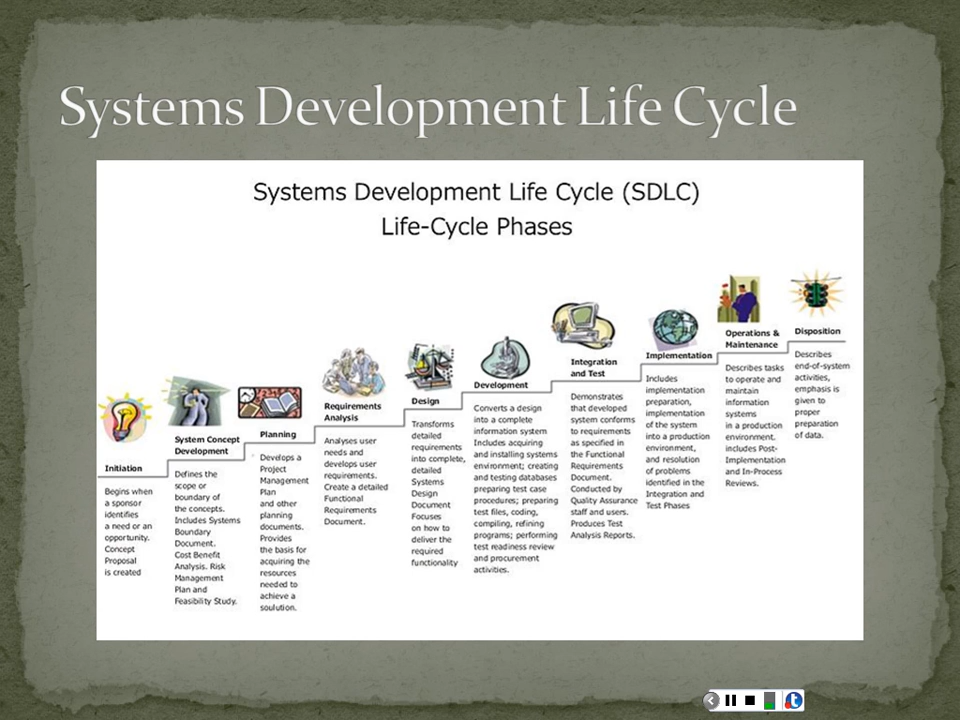 Systems Development Life Cycle
Systems Development Life Cycle (SDLC)
Life-Cycle Phases
Initiation
Begins when
a sponsor
identifies
a need or an
opportunity.
Concept
Proposal
is created
System Concept
Development
Defines the
scope or
boundary of
the concepts.
Includes Systems
Boundary
Document.
Cost Benefit
Analysis. Risk
Management
Plan and
Feasibility Study.
Planning
Develops a
Project
Management
Plan
and other
planning
documents.
Provides
the basis for
acquiring the
resources
needed to
achieve a
soulution.
Requirements
Analysis
Analyses user
needs and
develops user
requirements.
Create a detailed
Functional
Requirements
Document.
Design
Transforms
detailed
requirements
into complete,
detailed
Systems
Design
Document
Focuses
on how to
deliver the
required
functionality
Development
Converts a design
into a complete
information system
Includes acquiring
and installing systems
environment; creating
and testing databases
preparing test case
procedures; preparing
test files, coding,
compiling, refining
programs; performing
test readiness review
and procurement
activities.
Integration
and Test
Demonstrates
that developed
system conforms
to requirements
as specified in
the Functional
Requirements
Document.
Conducted by
Quality Assurance
staff and users.
Produces Test
Analysis Reports.
Implementation
Includes
implementation
preparation,
implementation
of the system
into a production
environment,
and resolution
of problems
identified in the
Integration and
Test Phases
Operations &
Maintenance
Describes tasks
to operate and
maintain
information
systems
in a production
environment.
includes Post-
Implementation
and In-Process
Reviews.
Disposition
Describes
end-of-system
activities,
emphasis is
given to
proper
preparation
of data.
t